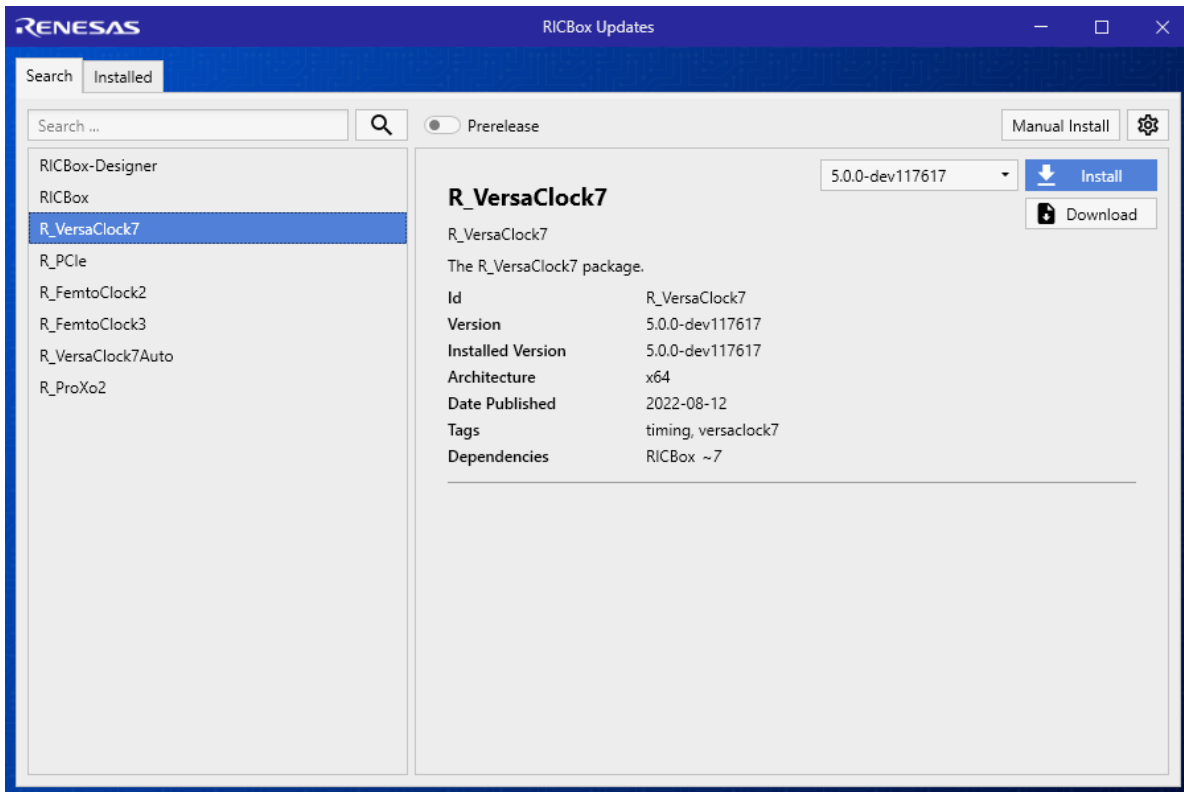 RENESAS
RICBox Updates
Search
Installed
Search ...
Prerelease
Manual Install
RICBox-Designer
RICBox
R_VersaClock7
R_PCIe
R_FemtoClock2
R_FemtoClock3
R_VersaClock7Auto
R_ProXo2
5.0.0-dev117617
Install
Download
R_VersaClock7
R_VersaClock7
The R_VersaClock7 package.
Id R_VersaClock7
Version 5.0.0-dev117617
Installed Version 5.0.0-dev117617
Architecture x64
Date Published 2022-08-12
Tags timing, versaclock7
Dependencies RICBox ~7